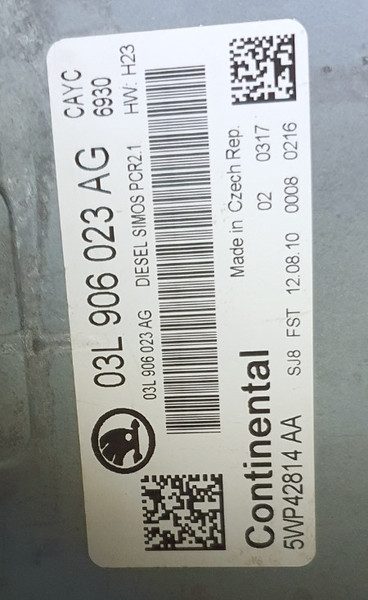 03L 906 023 AG CAYC
6930
03L 906 023 AG DIESEL SIMOS PCR2.1 HW: H23
Made in Czech Rep.
02 0317
Continental
5WP42814 AA SJ8 FST 12.08.10 0008 0216